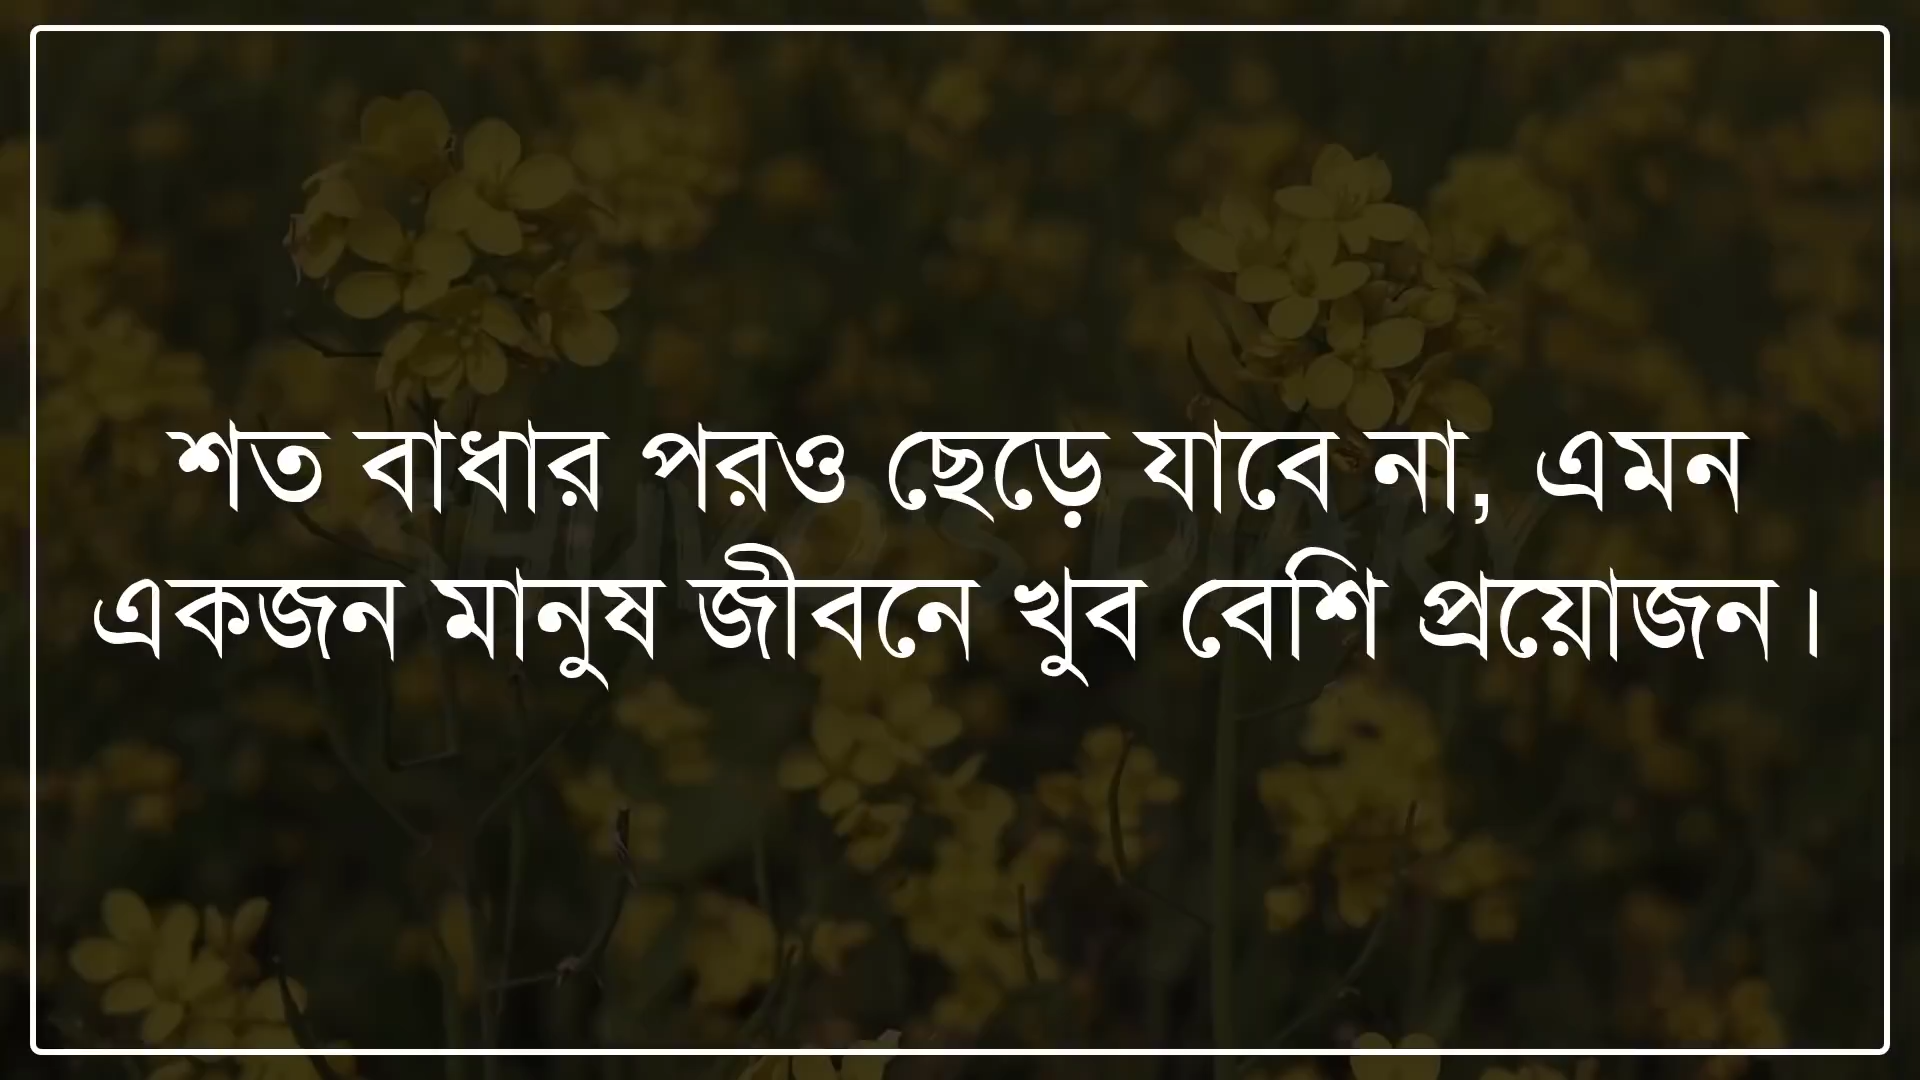 শত বাধার পরও ছেড়ে যাবে না, এমন
একজন মানুষ জীবনে খুব বেশি প্রয়োজন।